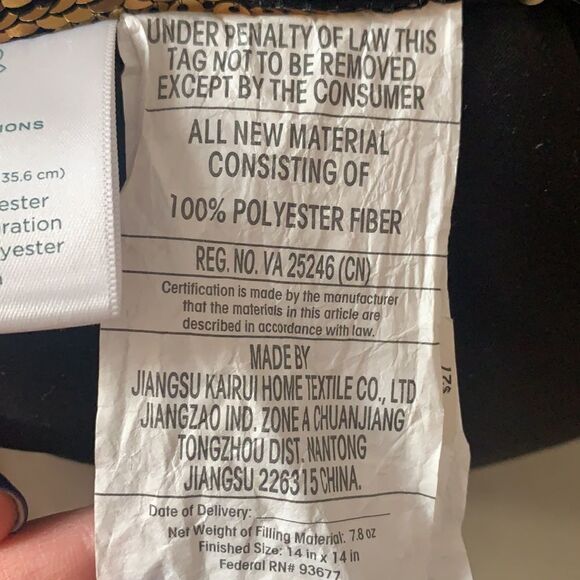 IONS
35.6 cm)
ester
ration
yester
UNDER PENALTY OF LAW THIS
TAG NOT TO BE REMOVED
EXCEPT BY THE CONSUMER
ALL NEW MATERIAL
CONSISTING OF
100% POLYESTER FIBER
REG. NO. VA 25246 (CN)
Certification is made by the manufacturer
that the materials in this article are
described in accordance with law.
MADE BY
JIANGSU KAIRUI HOME TEXTILE CO., LTD
JIANGZAO IND. ZONE A CHUANJIANG
TONGZHOU DIST. NANTONG
JIANGSU 226315 CHINA.
Date of Delivery:
Net Weight of Filling Material: 7.8 oz
Finished Size: 14 in x 14 in
Federal RN# 93677